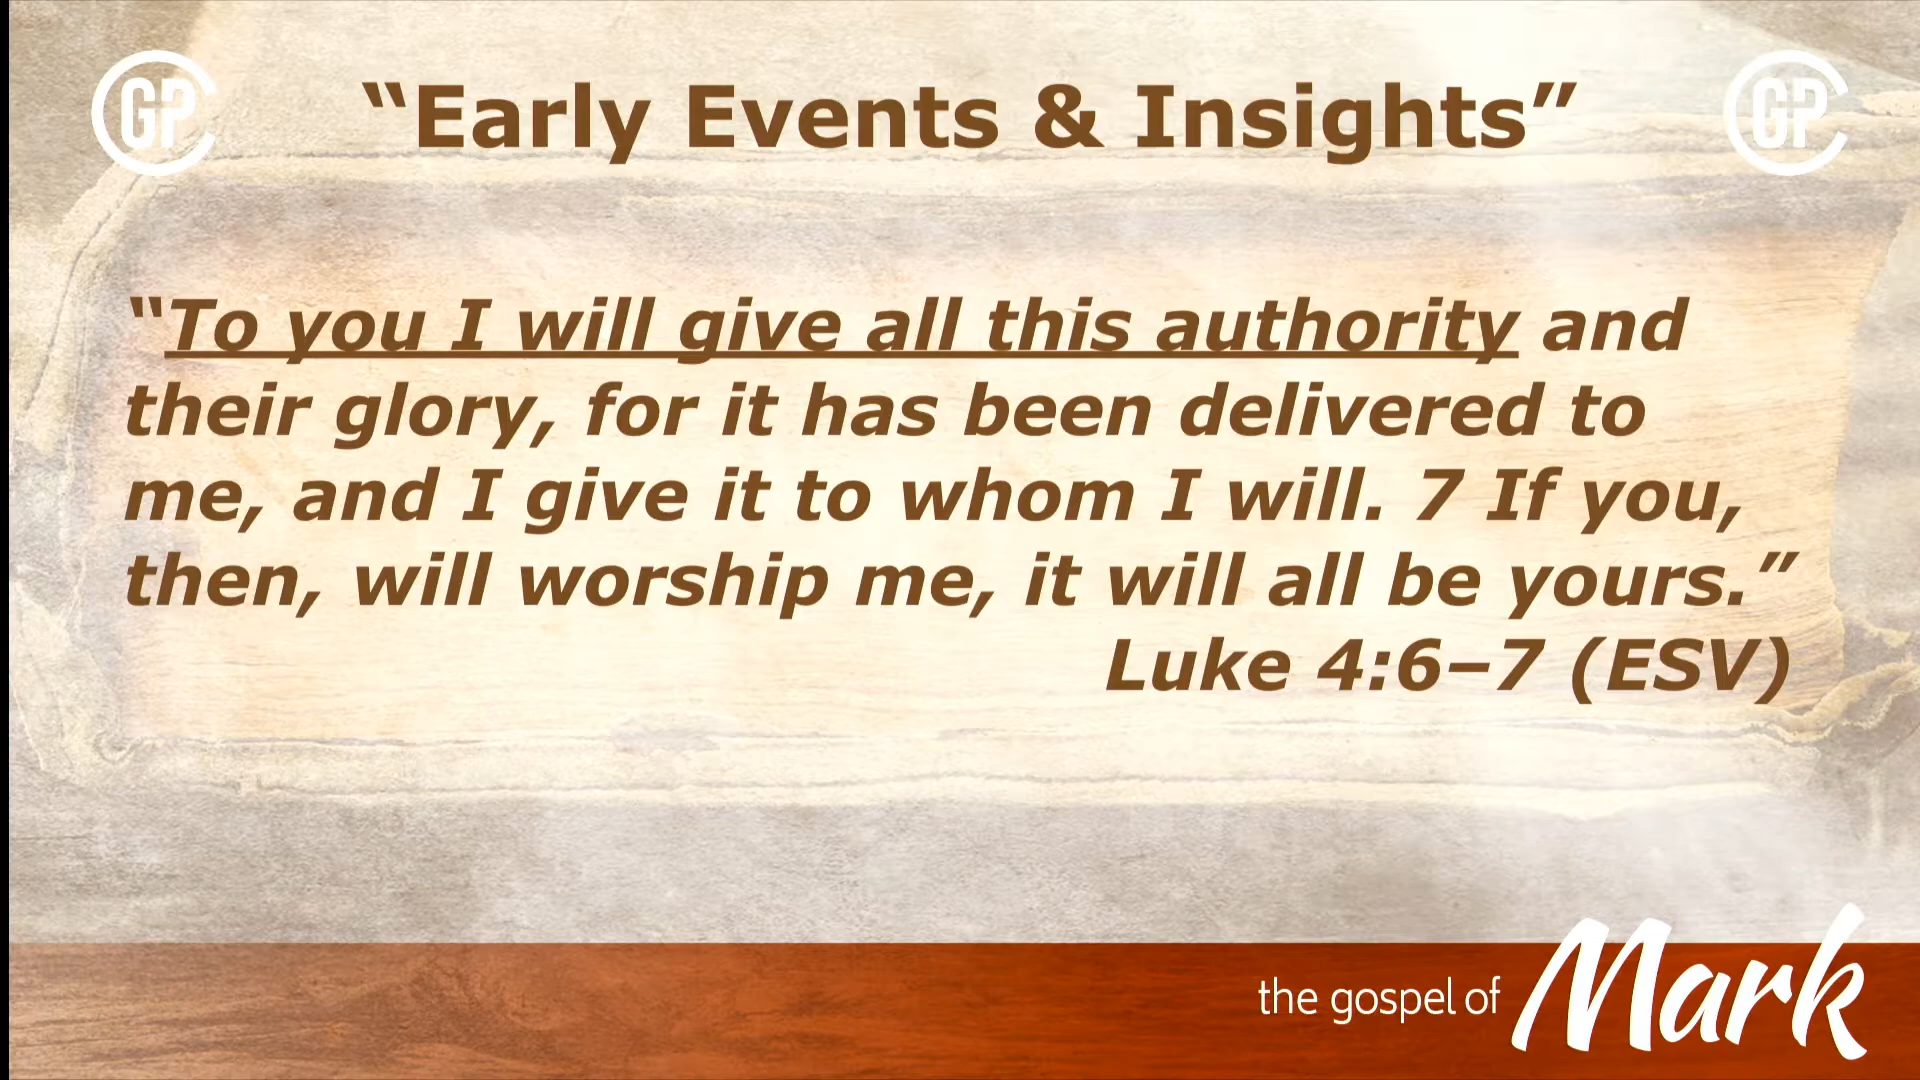 GPC
“Early Events & Insights”
GPC
“To you I will give all this authority and
their glory, for it has been delivered to
me, and I give it to whom I will. 7 If you,
then, will worship me, it will all be yours.”
Luke 4:6–7 (ESV)
the gospel of Mark